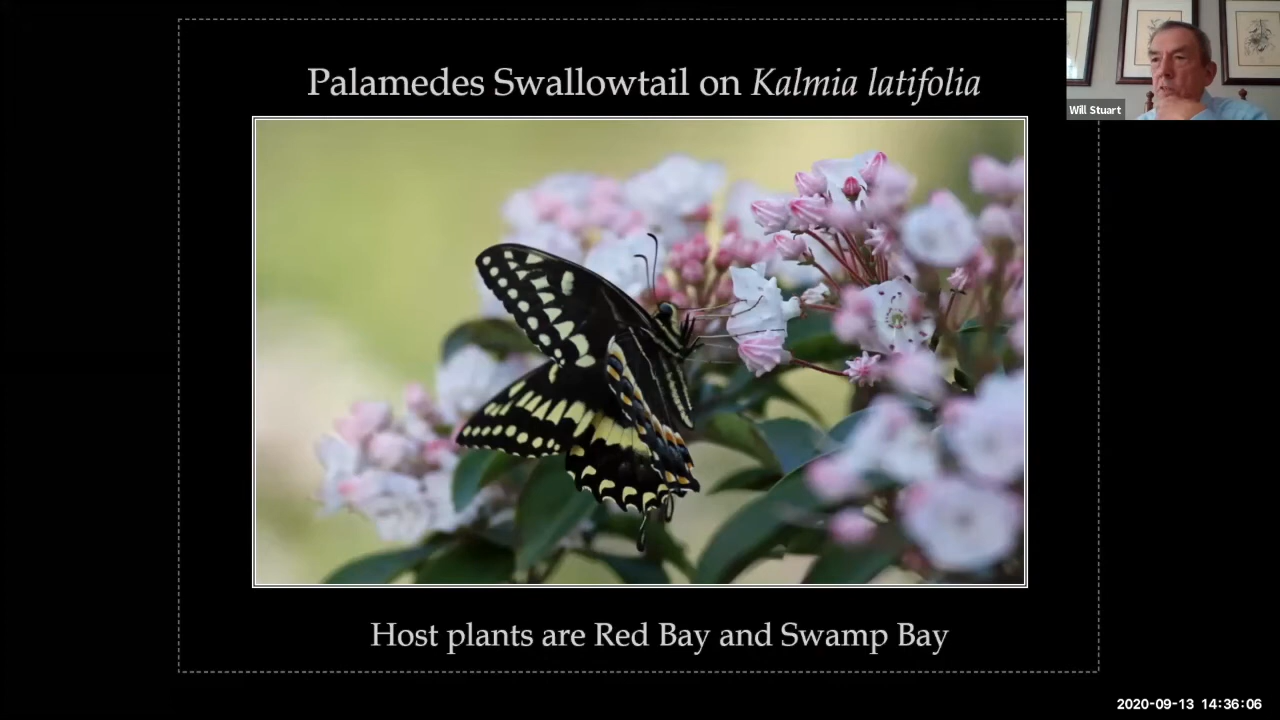 Palamedes Swallowtail on Kalmia latifolia
Will Stuart
Host plants are Red Bay and Swamp Bay
2020-09-13 14:36:06